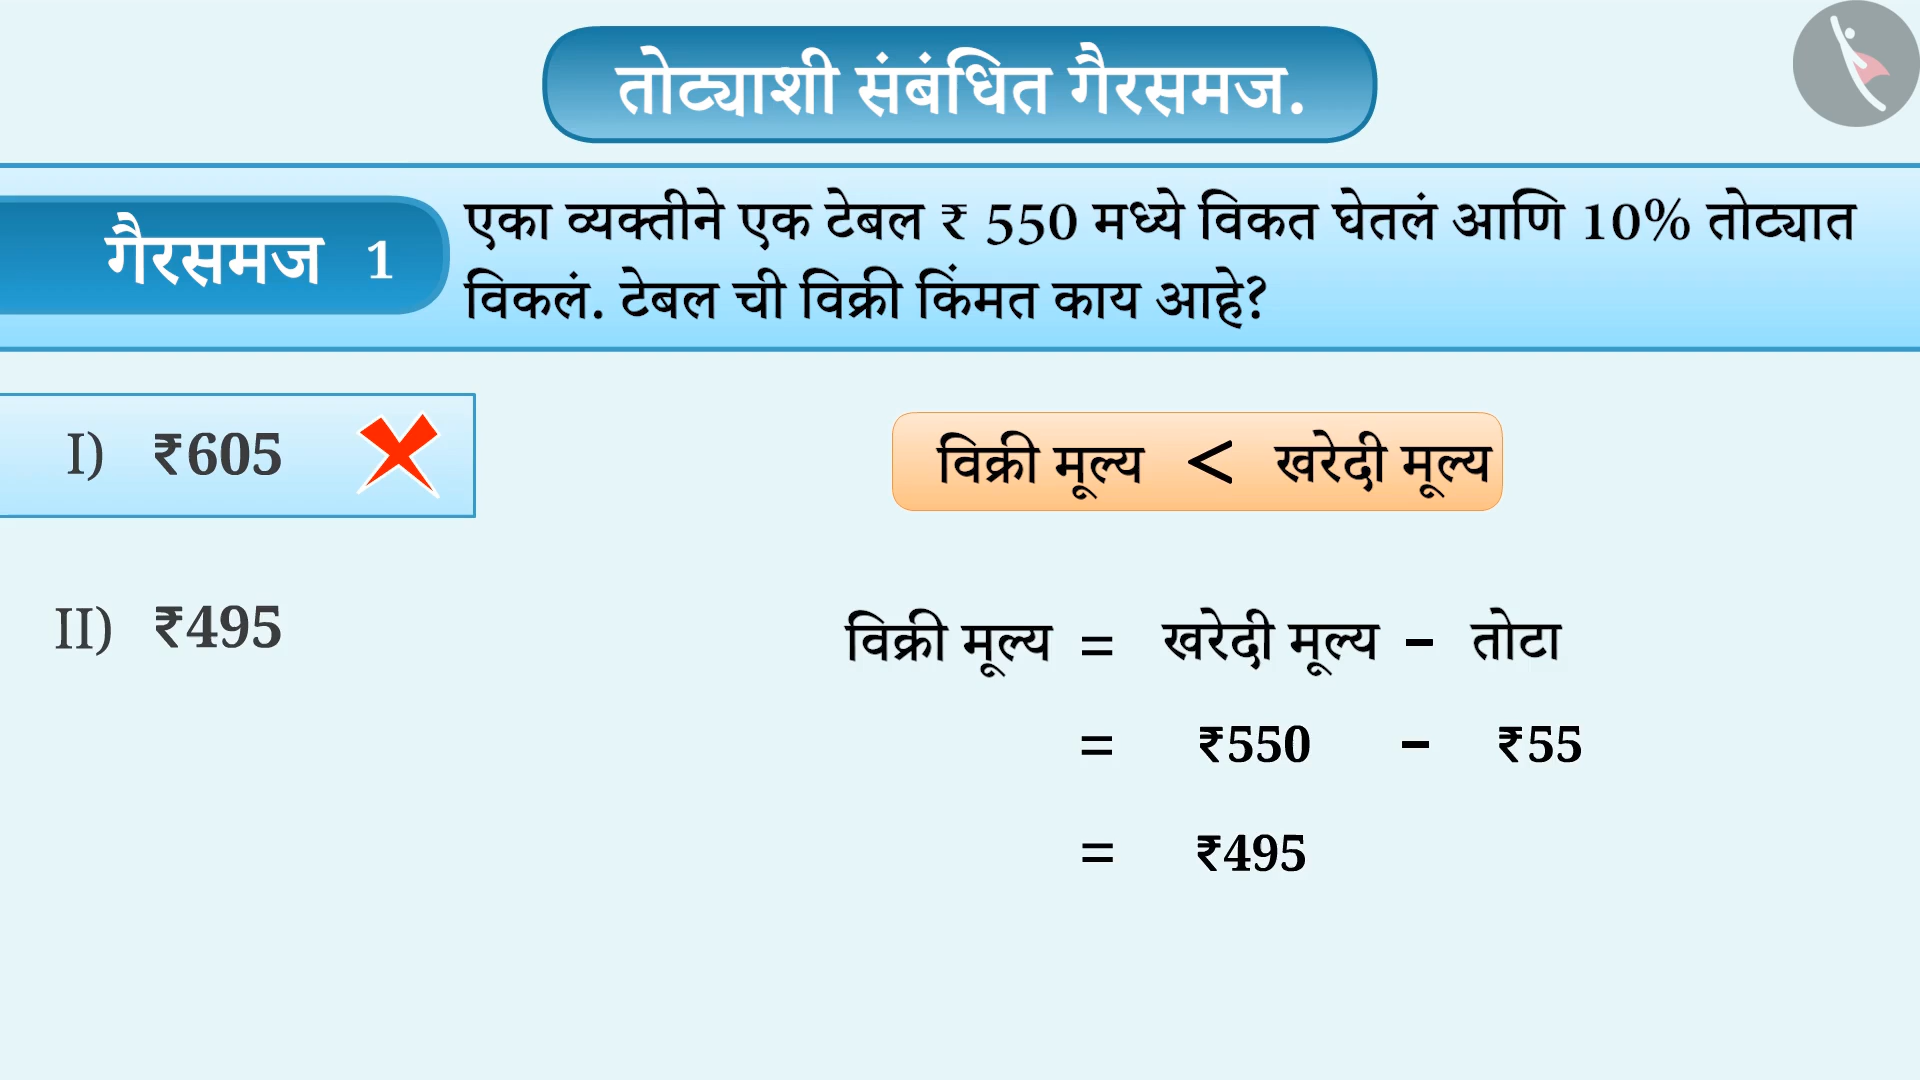 तोट्याशी संबंधित गैरसमज.
गैरसमज 1
एका व्यक्तीने एक टेबल ₹ 550 मध्ये विकत घेतलं आणि 10% तोट्यात
विकलं. टेबल ची विक्री किंमत काय आहे?
I) ₹605
विक्री मूल्य < खरेदी मूल्य
II) ₹495
विक्री मूल्य = खरेदी मूल्य - तोटा
= ₹550 - ₹55
= ₹495